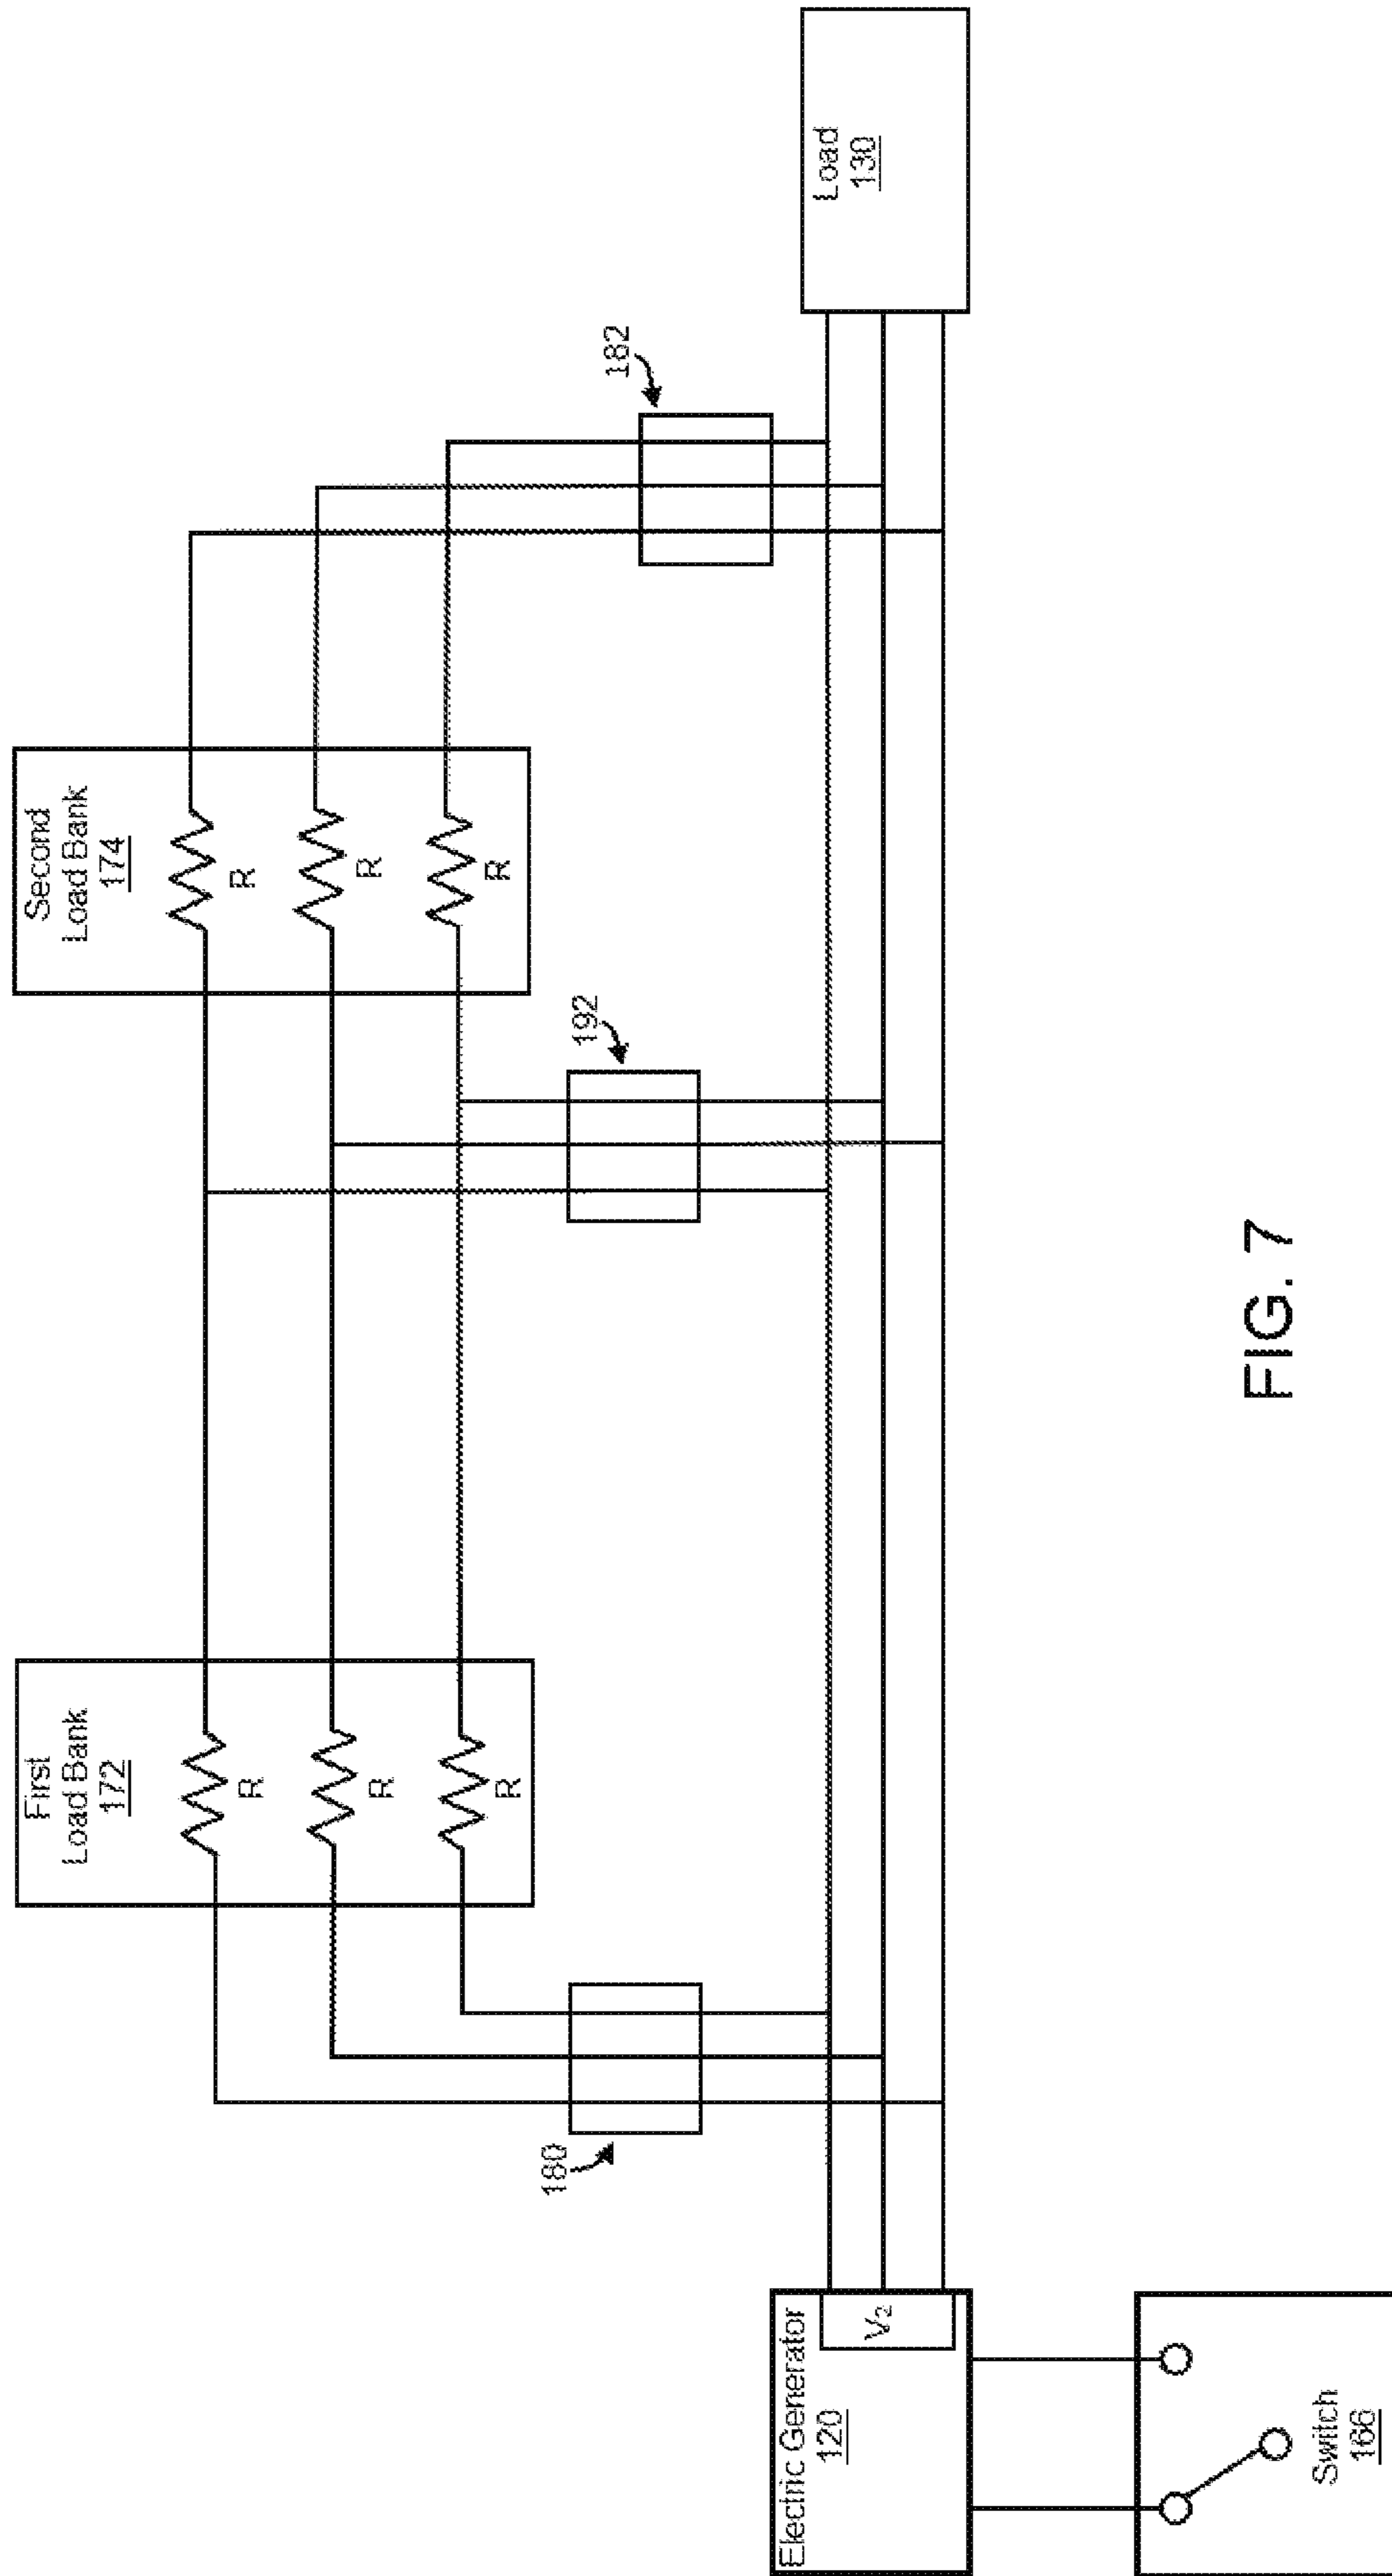 First
Load Bank
172
R
R
R
Second
Load Bank
174
R
R
R
180
192
182
Electric Generator
120
V₂
Load
130
Switch
166
FIG. 7